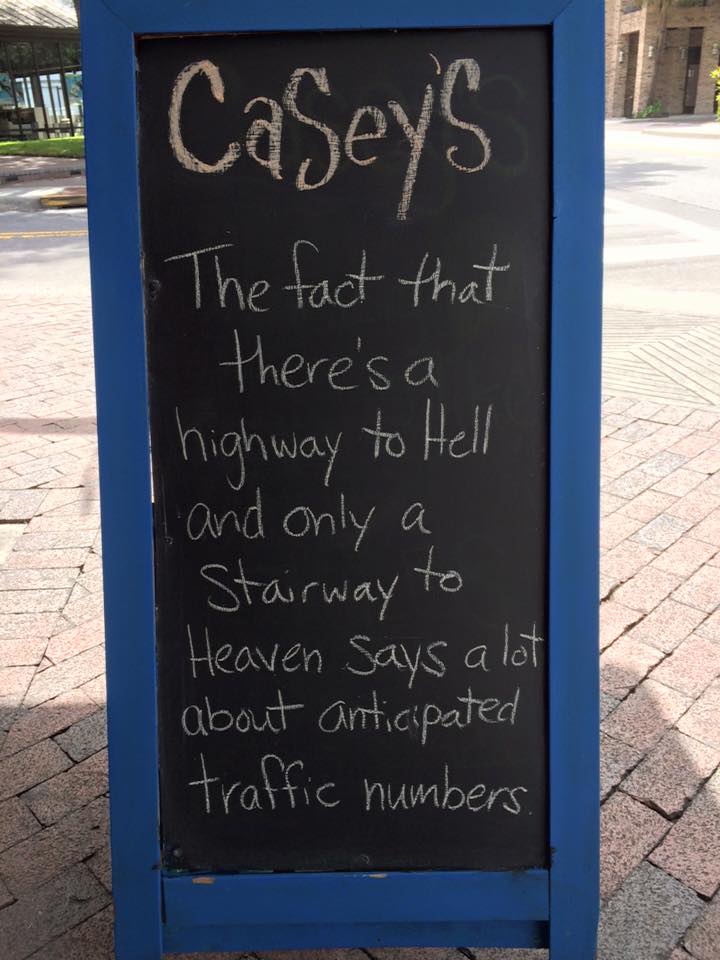 Casey's
The fact that
there's a
highway to Hell
and only a
Stairway to
Heaven says a lot
about anticipated
traffic numbers